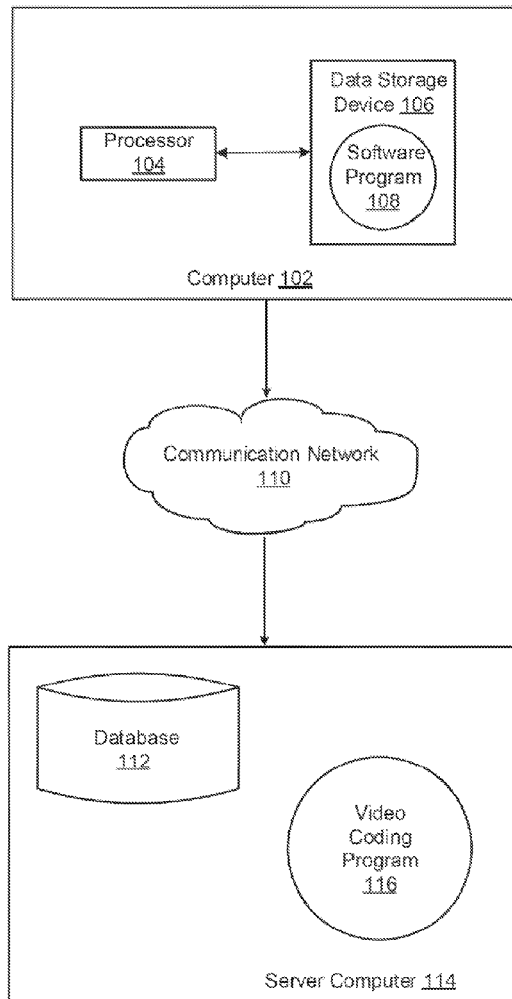 Data Storage
Device 106
Processor
104
Software
Program
108
Computer 102
Communication Network
110
Database
112
Video
Coding
Program
116
Server Computer 114